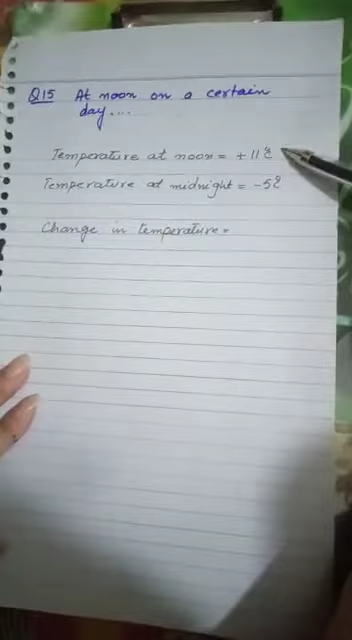 Q15 At noon on a certain
day....
Temperature at noon = +11°C
Temperature at midnight = -5°C
Change in temperature =